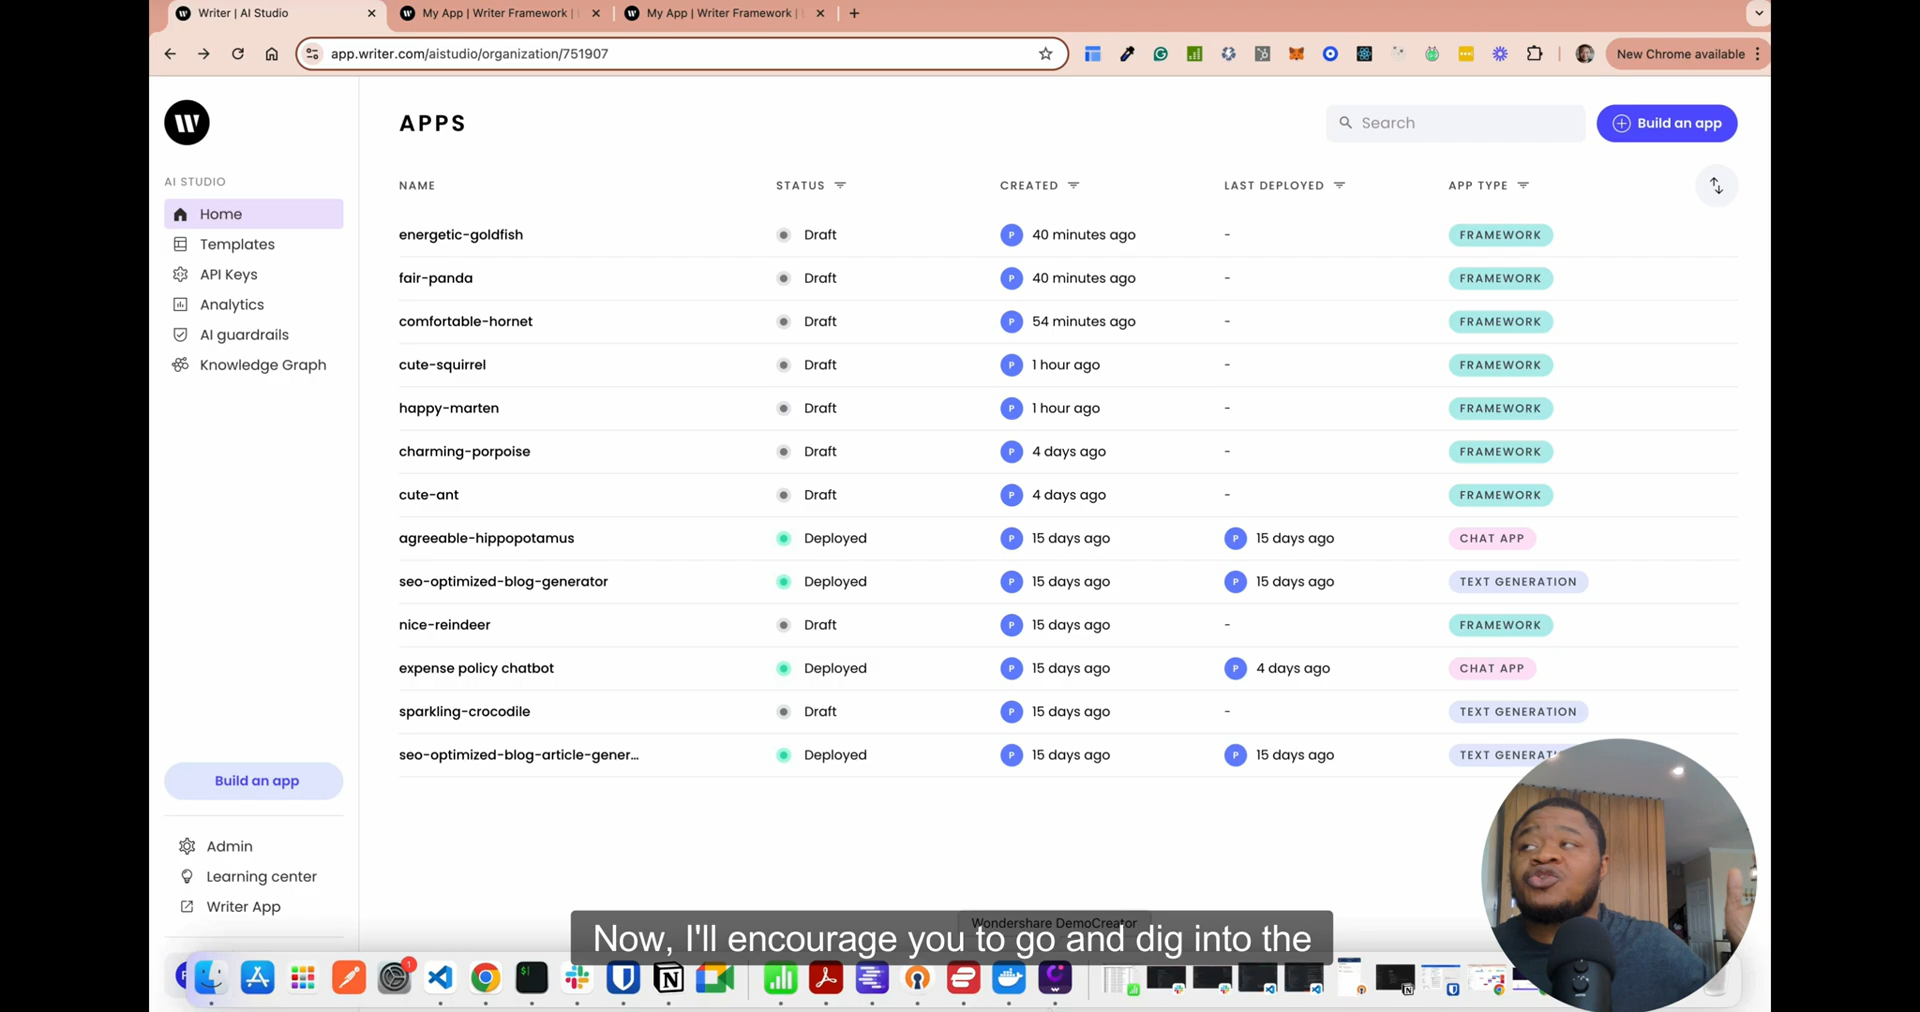 Writer | AI Studio
My App | Writer Framework |
My App | Writer Framework |
app.writer.com/aistudio/organization/751907
New Chrome available
AI STUDIO
Home
Templates
API Keys
Analytics
AI guardrails
Knowledge Graph
Build an app
Admin
Learning center
Writer App
APPS
Search
Build an app
NAME STATUS CREATED LAST DEPLOYED APP TYPE
energetic-goldfish Draft P 40 minutes ago - FRAMEWORK
fair-panda Draft P 40 minutes ago - FRAMEWORK
comfortable-hornet Draft P 54 minutes ago - FRAMEWORK
cute-squirrel Draft P 1 hour ago - FRAMEWORK
happy-marten Draft P 1 hour ago - FRAMEWORK
charming-porpoise Draft P 4 days ago - FRAMEWORK
cute-ant Draft P 4 days ago - FRAMEWORK
agreeable-hippopotamus Deployed P 15 days ago P 15 days ago CHAT APP
seo-optimized-blog-generator Deployed P 15 days ago P 15 days ago TEXT GENERATION
nice-reindeer Draft P 15 days ago - FRAMEWORK
expense policy chatbot Deployed P 15 days ago P 4 days ago CHAT APP
sparkling-crocodile Draft P 15 days ago - TEXT GENERATION
seo-optimized-blog-article-gener... Deployed P 15 days ago P 15 days ago TEXT GENERATI
Wondershare DemoCreator
Now, I'll encourage you to go and dig into the
1